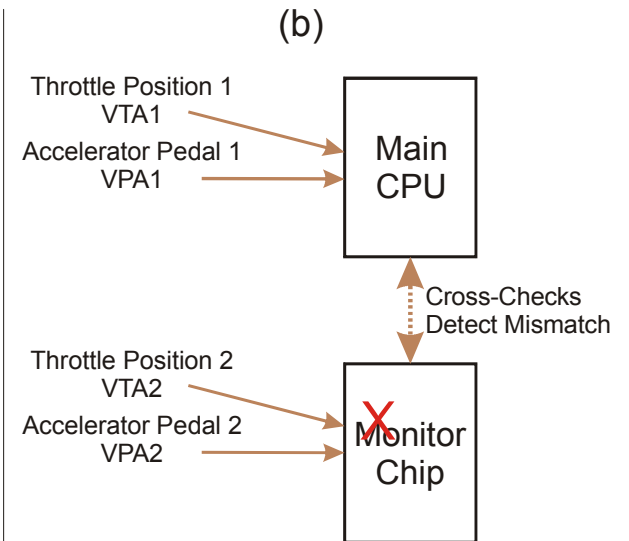 (b)
Throttle Position 1
VTA1
Accelerator Pedal 1
VPA1
Main
CPU
Cross-Checks
Detect Mismatch
Throttle Position 2
VTA2
Accelerator Pedal 2
VPA2
X
Monitor
Chip